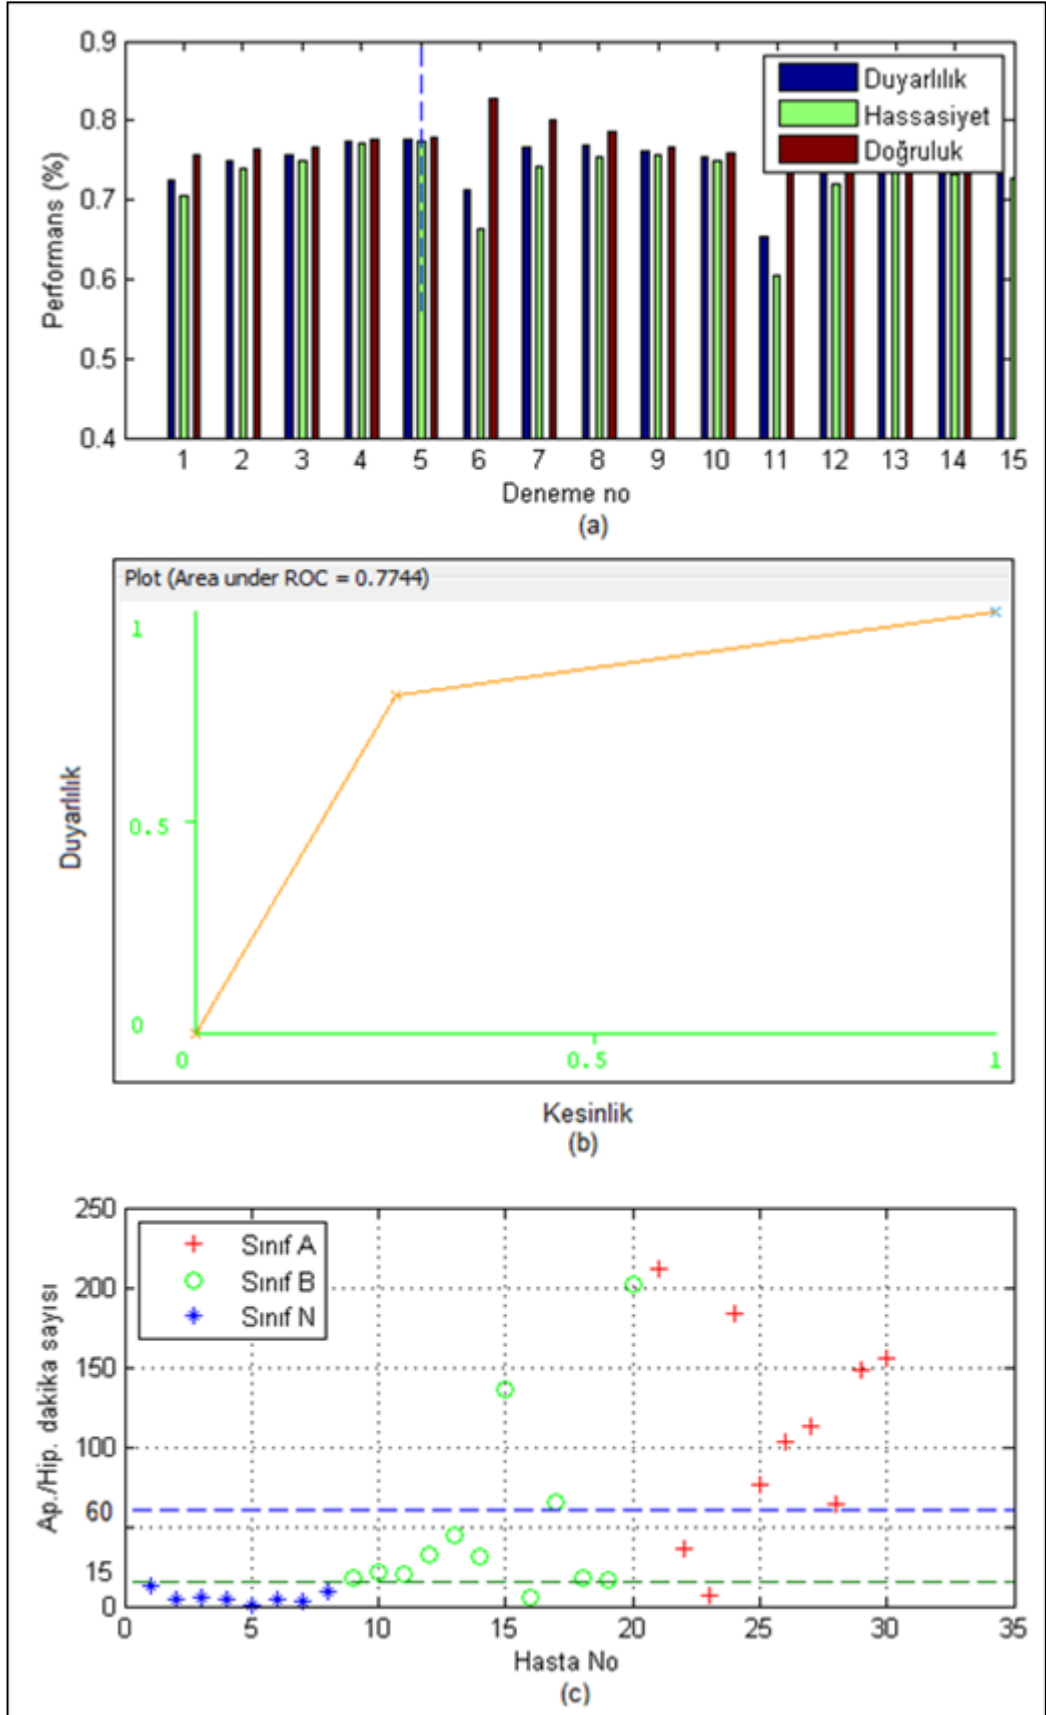 0.9
0.8
0.7
0.6
0.5
0.4
Performans (%)
Duyarlılık
Hassasiyet
Doğruluk
1 2 3 4 5 6 7 8 9 10 11 12 13 14 15
Deneme no
(a)
Plot (Area under ROC = 0.7744)
1
0.5
0
Duyarlılık
0 0.5 1
Kesinlik
(b)
250
200
150
100
60
15
0
Ap./Hip. dakika sayısı
Sınıf A
Sınıf B
Sınıf N
0 5 10 15 20 25 30 35
Hasta No
(c)